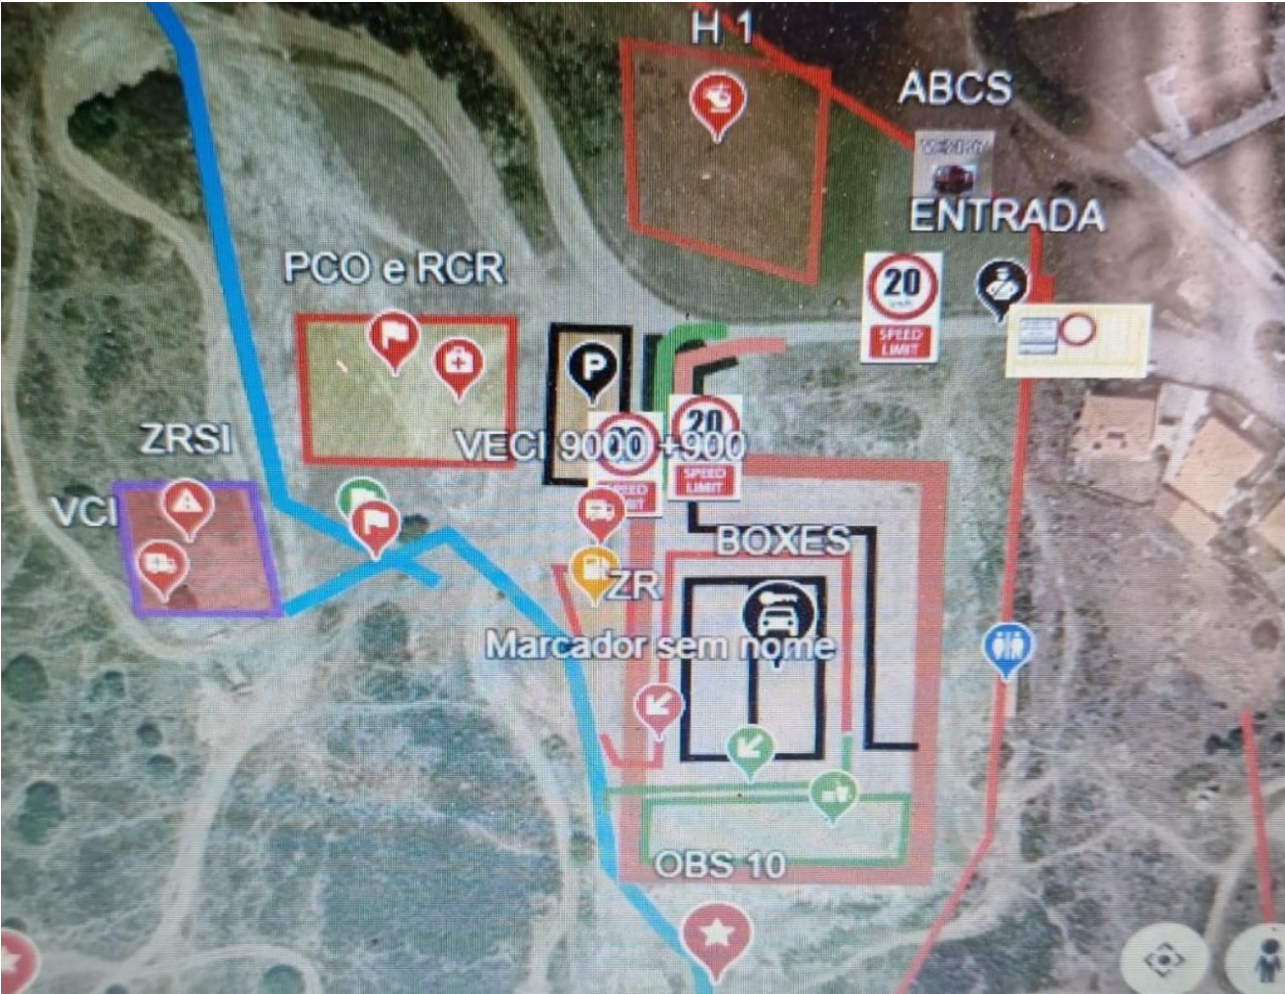 H 1
ABCS
ENTRADA
PCO e RCR
20
SPEED
LIMIT
P
ZRSI
VECI 9000 +900
20
SPEED
LIMIT
VCI
BOXES
ZR
Marcador sem nome
OBS 10